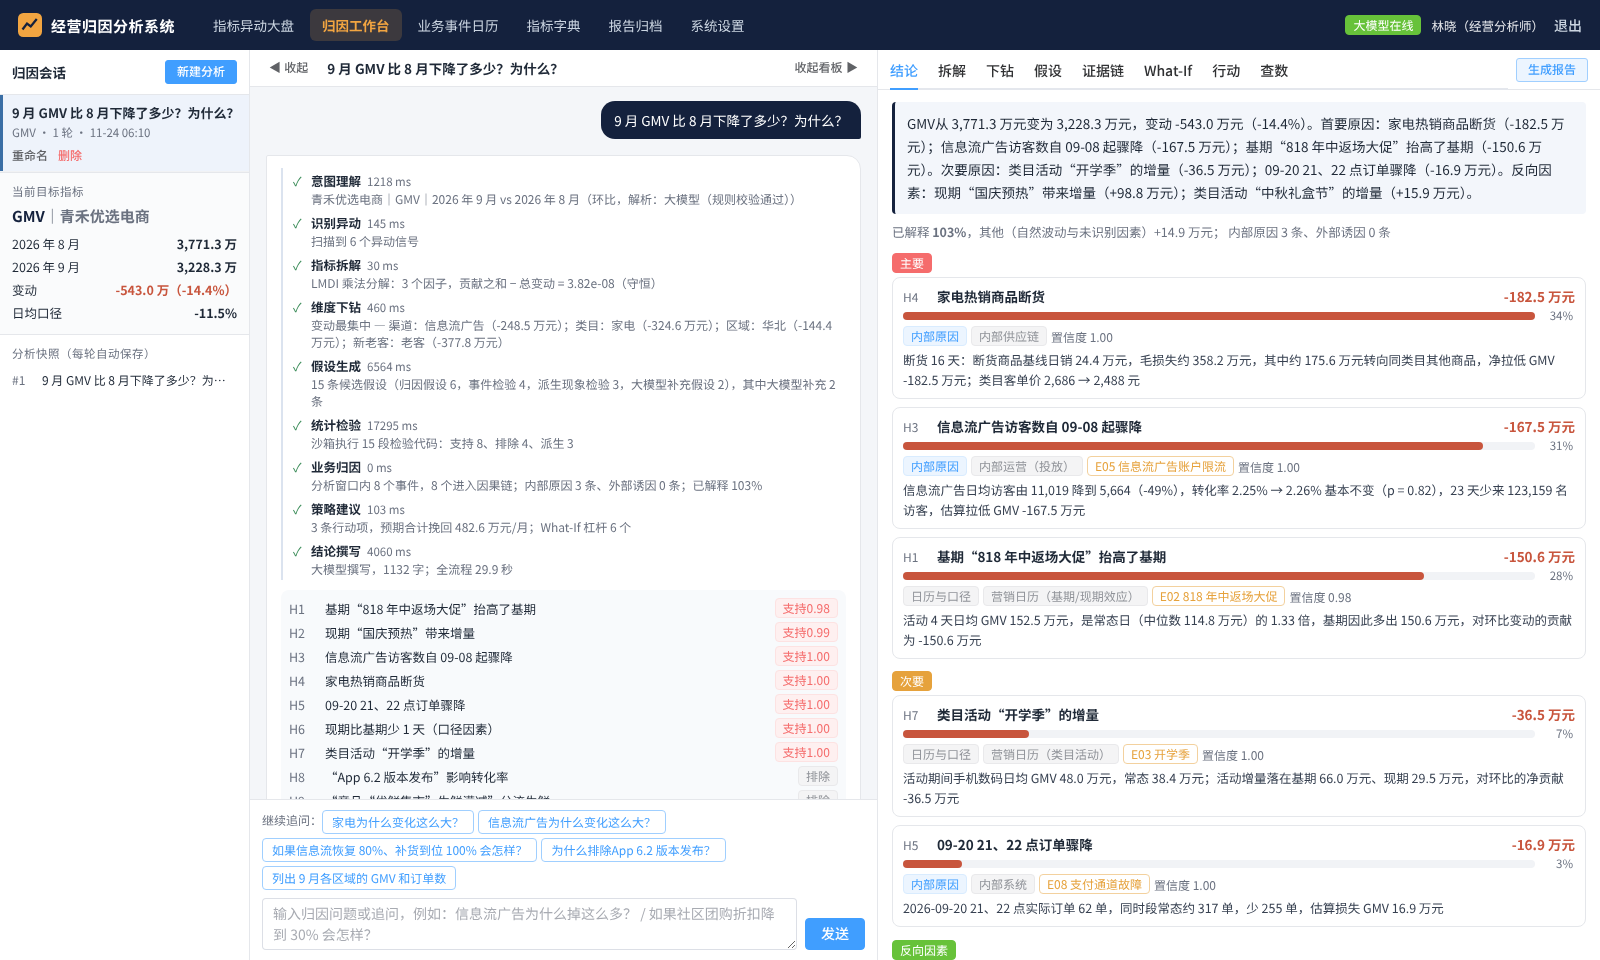 经营归因分析系统
指标异动大盘
归因工作台
业务事件日历
指标字典
报告归档
系统设置
大模型在线
林晓（经营分析师）
退出
归因会话
新建分析
9 月 GMV 比 8 月下降了多少？为什么？
GMV · 1 轮 · 11-24 06:10
重命名 删除
当前目标指标
GMV｜青禾优选电商
2026 年 8 月 3,771.3 万
2026 年 9 月 3,228.3 万
变动 -543.0 万（-14.4%）
日均口径 -11.5%
分析快照（每轮自动保存）
#1 9 月 GMV 比 8 月下降了多少？为…
◀ 收起
9 月 GMV 比 8 月下降了多少？为什么？
收起看板 ▶
9 月 GMV 比 8 月下降了多少？为什么？
✓ 意图理解 1218 ms
青禾优选电商｜GMV｜2026 年 9 月 vs 2026 年 8 月（环比，解析：大模型（规则校验通过））
✓ 识别异动 145 ms
扫描到 6 个异动信号
✓ 指标拆解 30 ms
LMDI 乘法分解：3 个因子，贡献之和 − 总变动 = 3.82e-08（守恒）
✓ 维度下钻 460 ms
变动最集中 — 渠道：信息流广告（-248.5 万元）；类目：家电（-324.6 万元）；区域：华北（-144.4
万元）；新老客：老客（-377.8 万元）
✓ 假设生成 6564 ms
15 条候选假设（归因假设 6，事件检验 4，派生现象检验 3，大模型补充假设 2），其中大模型补充 2
条
✓ 统计检验 17295 ms
沙箱执行 15 段检验代码：支持 8、排除 4、派生 3
✓ 业务归因 0 ms
分析窗口内 8 个事件，8 个进入因果链；内部原因 3 条、外部诱因 0 条；已解释 103%
✓ 策略建议 103 ms
3 条行动项，预期合计挽回 482.6 万元/月；What-If 杠杆 6 个
✓ 结论撰写 4060 ms
大模型撰写，1132 字；全流程 29.9 秒
H1 基期“818 年中返场大促”抬高了基期 支持0.98
H2 现期“国庆预热”带来增量 支持0.99
H3 信息流广告访客数自 09-08 起骤降 支持1.00
H4 家电热销商品断货 支持1.00
H5 09-20 21、22 点订单骤降 支持1.00
H6 现期比基期少 1 天（口径因素） 支持1.00
H7 类目活动“开学季”的增量 支持1.00
H8 “App 6.2 版本发布”影响转化率 排除
继续追问：
家电为什么变化这么大？
信息流广告为什么变化这么大？
如果信息流恢复 80%、补货到位 100% 会怎样？
为什么排除App 6.2 版本发布？
列出 9 月各区域的 GMV 和订单数
输入归因问题或追问，例如：信息流广告为什么掉这么多？ / 如果社区团购折扣降
到 30% 会怎样？
发送
结论
拆解
下钻
假设
证据链
What-If
行动
查数
生成报告
GMV从 3,771.3 万元变为 3,228.3 万元，变动 -543.0 万元（-14.4%）。首要原因：家电热销商品断货（-182.5 万
元）；信息流广告访客数自 09-08 起骤降（-167.5 万元）；基期“818 年中返场大促”抬高了基期（-150.6 万
元）。次要原因：类目活动“开学季”的增量（-36.5 万元）；09-20 21、22 点订单骤降（-16.9 万元）。反向因
素：现期“国庆预热”带来增量（+98.8 万元）；类目活动“中秋礼盒节”的增量（+15.9 万元）。
已解释 103%，其他（自然波动与未识别因素）+14.9 万元； 内部原因 3 条、外部诱因 0 条
主要
H4 家电热销商品断货 -182.5 万元
34%
内部原因 内部供应链 置信度 1.00
断货 16 天：断货商品基线日销 24.4 万元，毛损失约 358.2 万元，其中约 175.6 万元转向同类目其他商品，净拉低 GMV
-182.5 万元；类目客单价 2,686 → 2,488 元
H3 信息流广告访客数自 09-08 起骤降 -167.5 万元
31%
内部原因 内部运营（投放） E05 信息流广告账户限流 置信度 1.00
信息流广告日均访客由 11,019 降到 5,664（-49%），转化率 2.25% → 2.26% 基本不变（p = 0.82），23 天少来 123,159 名
访客，估算拉低 GMV -167.5 万元
H1 基期“818 年中返场大促”抬高了基期 -150.6 万元
28%
日历与口径 营销日历（基期/现期效应） E02 818 年中返场大促 置信度 0.98
活动 4 天日均 GMV 152.5 万元，是常态日（中位数 114.8 万元）的 1.33 倍，基期因此多出 150.6 万元，对环比变动的贡献
为 -150.6 万元
次要
H7 类目活动“开学季”的增量 -36.5 万元
7%
日历与口径 营销日历（类目活动） E03 开学季 置信度 1.00
活动期间手机数码日均 GMV 48.0 万元，常态 38.4 万元；活动增量落在基期 66.0 万元、现期 29.5 万元，对环比的净贡献
-36.5 万元
H5 09-20 21、22 点订单骤降 -16.9 万元
3%
内部原因 内部系统 E08 支付通道故障 置信度 1.00
2026-09-20 21、22 点实际订单 62 单，同时段常态约 317 单，少 255 单，估算损失 GMV 16.9 万元
反向因素